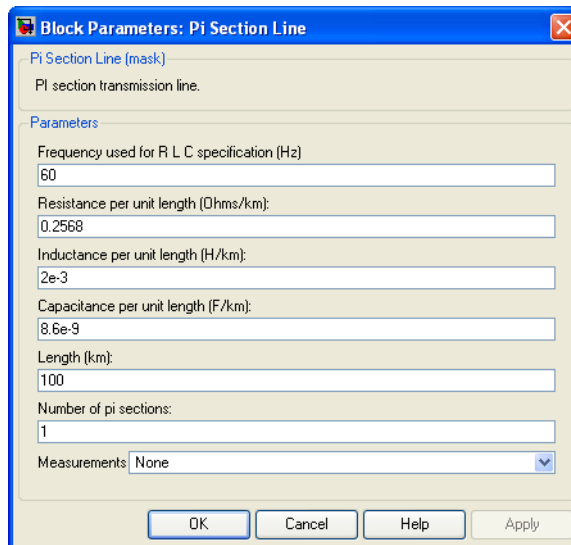 Block Parameters: Pi Section Line
Pi Section Line (mask)
PI section transmission line.
Parameters
Frequency used for R L C specification (Hz)
60
Resistance per unit length (Ohms/km):
0.2568
Inductance per unit length (H/km):
2e-3
Capacitance per unit length (F/km):
8.6e-9
Length (km):
100
Number of pi sections:
1
Measurements None
OK Cancel Help Apply